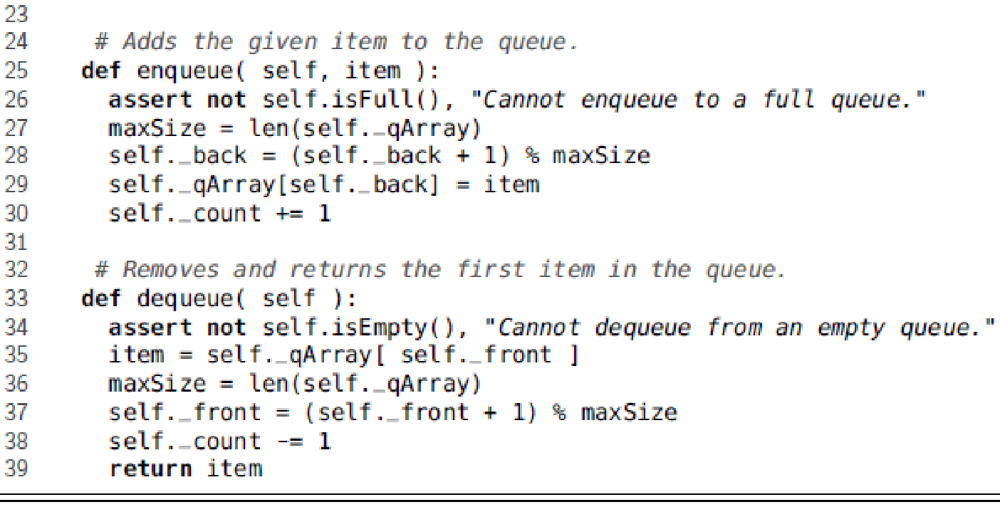 23
24 # Adds the given item to the queue.
25 def enqueue( self, item ):
26 assert not self.isFull(), "Cannot enqueue to a full queue."
27 maxSize = len(self._qArray)
28 self._back = (self._back + 1) % maxSize
29 self._qArray[self._back] = item
30 self._count += 1
31
32 # Removes and returns the first item in the queue.
33 def dequeue( self ):
34 assert not self.isEmpty(), "Cannot dequeue from an empty queue."
35 item = self._qArray[ self._front ]
36 maxSize = len(self._qArray)
37 self._front = (self._front + 1) % maxSize
38 self._count -= 1
39 return item